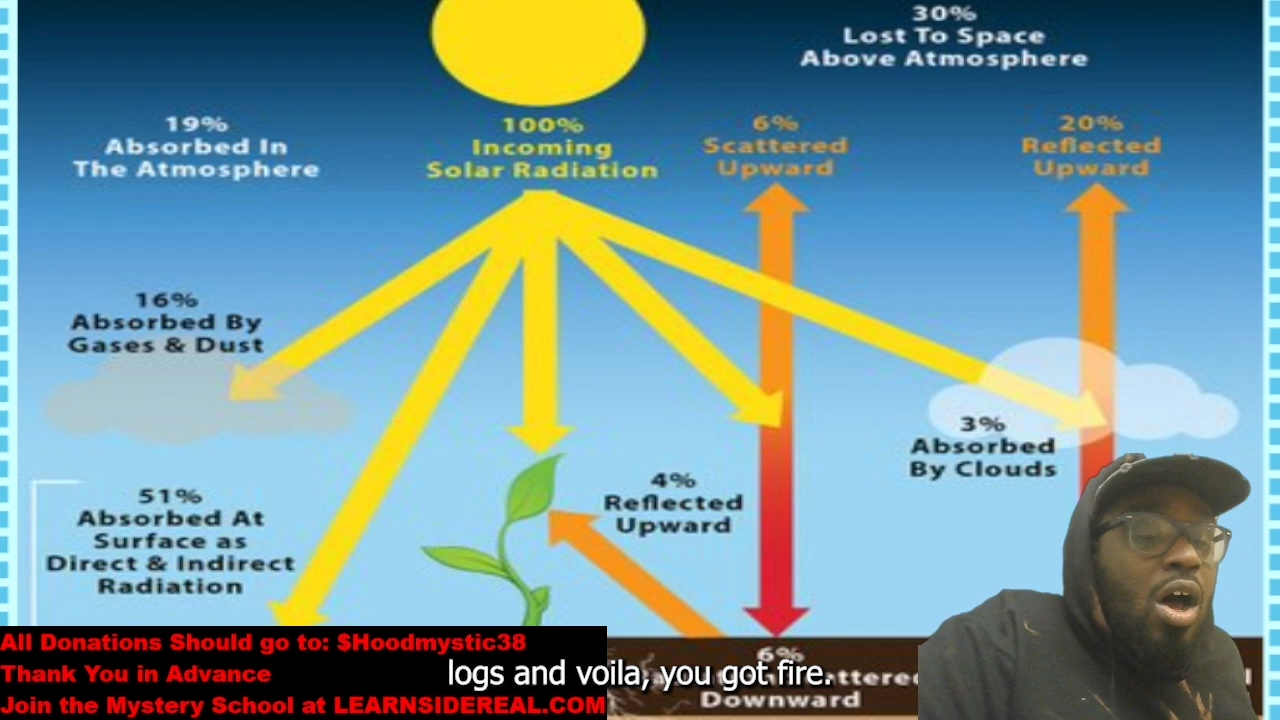 30%
Lost To Space
Above Atmosphere
19%
Absorbed In
The Atmosphere
100%
Incoming
Solar Radiation
6%
Scattered
Upward
20%
Reflected
Upward
16%
Absorbed By
Gases & Dust
3%
Absorbed
By Clouds
4%
Reflected
Upward
51%
Absorbed At
Surface as
Direct & Indirect
Radiation
All Donations Should go to: $Hoodmystic38
Thank You in Advance
Join the Mystery School at LEARNSIDEREAL.COM
6%
logs and voila, you got fire.
Downward